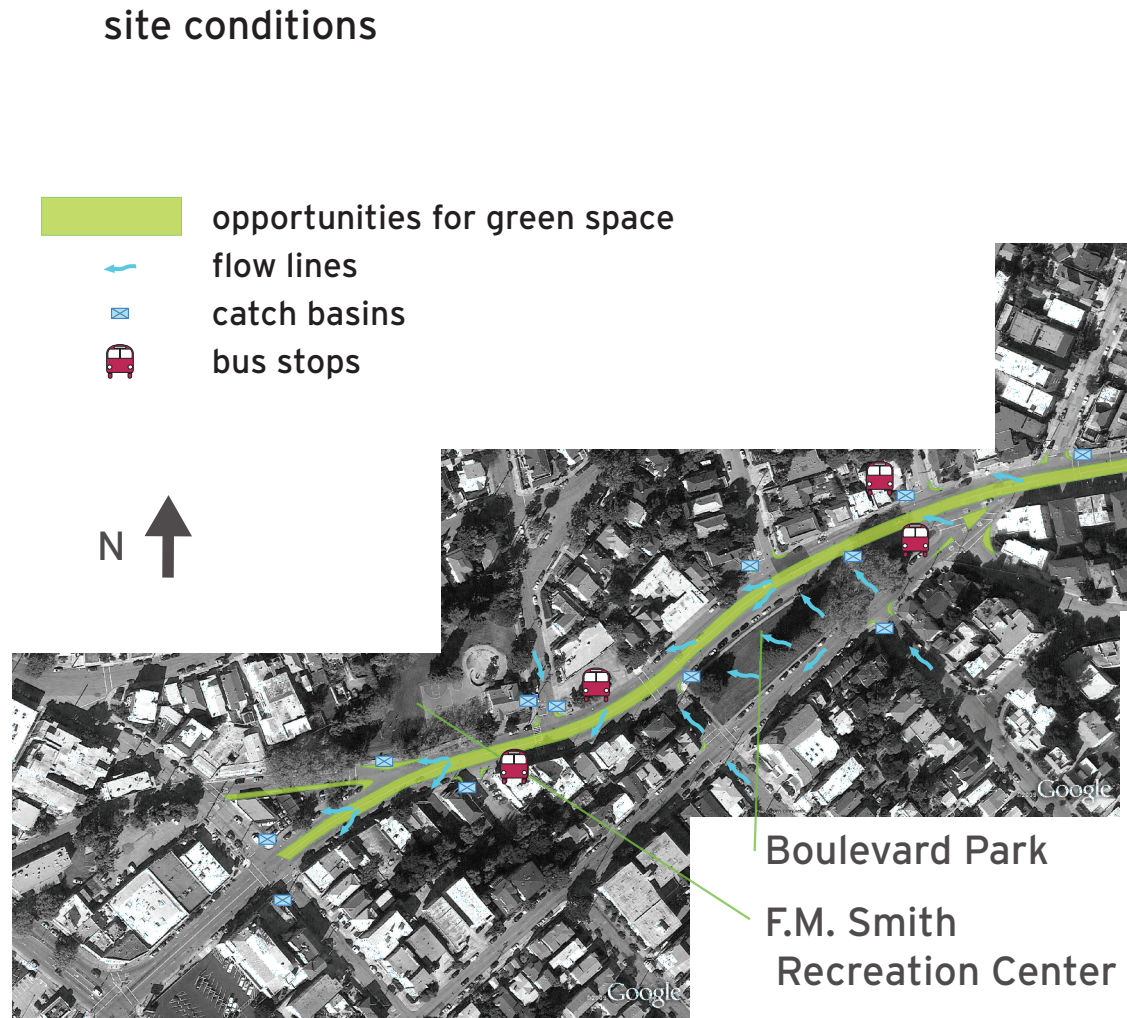 site conditions
opportunities for green space
flow lines
catch basins
bus stops
N
Google
Boulevard Park
F.M. Smith
Recreation Center
Google